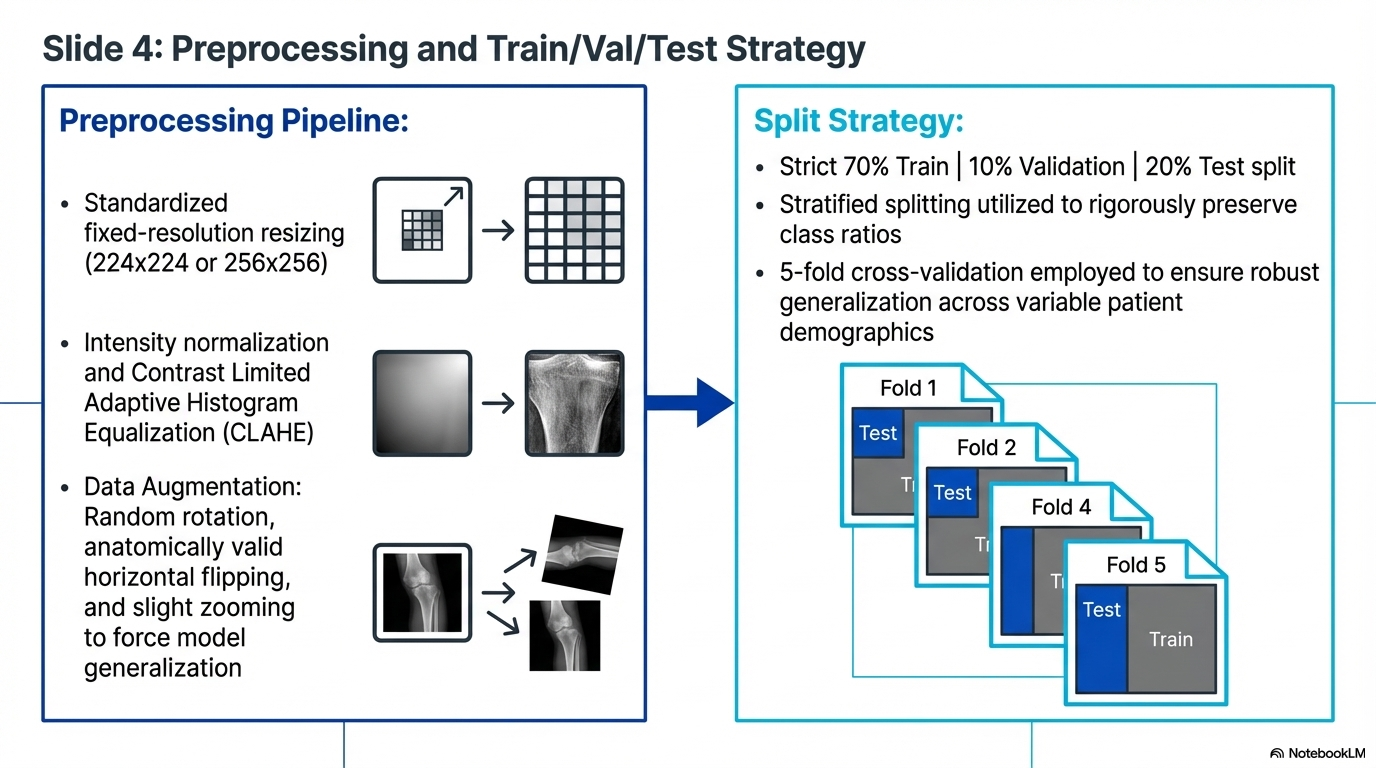 Slide 4: Preprocessing and Train/Val/Test Strategy
Preprocessing Pipeline:
• Standardized
fixed-resolution resizing
(224x224 or 256x256)
• Intensity normalization
and Contrast Limited
Adaptive Histogram
Equalization (CLAHE)
• Data Augmentation:
Random rotation,
anatomically valid
horizontal flipping,
and slight zooming
to force model
generalization
Split Strategy:
• Strict 70% Train | 10% Validation | 20% Test split
• Stratified splitting utilized to rigorously preserve
class ratios
• 5-fold cross-validation employed to ensure robust
generalization across variable patient
demographics
Fold 1
Test
Tr
Fold 2
Test
Tr
Fold 4
Tr
Fold 5
Test
Train
NotebookLM